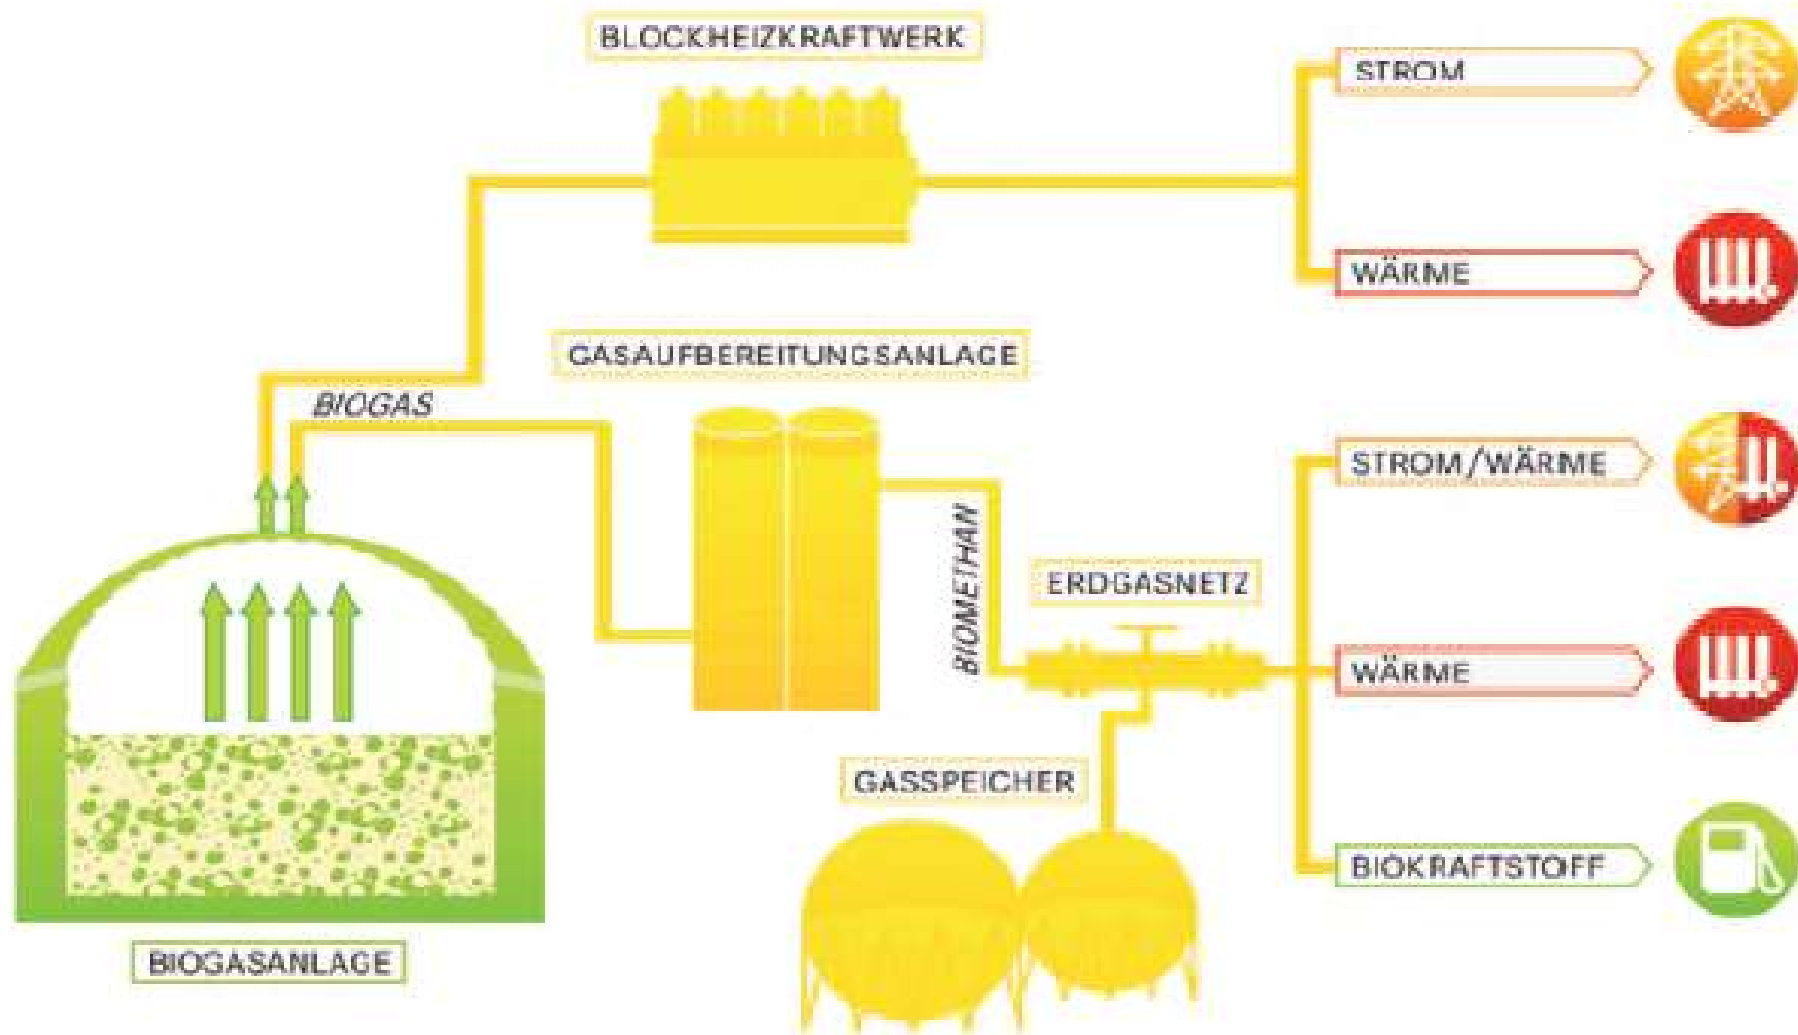 BLOCKHEIZKRAFTWERK
STROM
WÄRME
GASAUFBEREITUNGSANLAGE
BIOGAS
STROM/WÄRME
BIOMETHAN
ERDGASNETZ
WÄRME
GASSPEICHER
BIOKRAFTSTOFF
BIOGASANLAGE